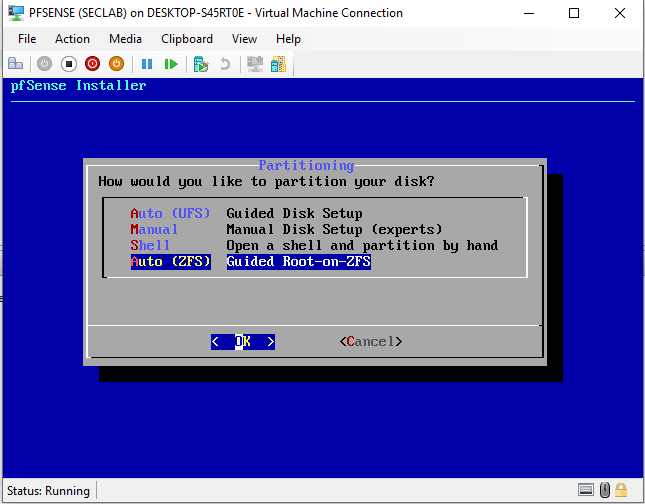 PFSENSE (SECLAB) on DESKTOP-S45RT0E - Virtual Machine Connection
File Action Media Clipboard View Help
pfSense Installer
Partitioning
How would you like to partition your disk?
Auto (UFS) Guided Disk Setup
Manual Manual Disk Setup (experts)
Shell Open a shell and partition by hand
Auto (ZFS) Guided Root-on-ZFS
< OK > <Cancel>
Status: Running